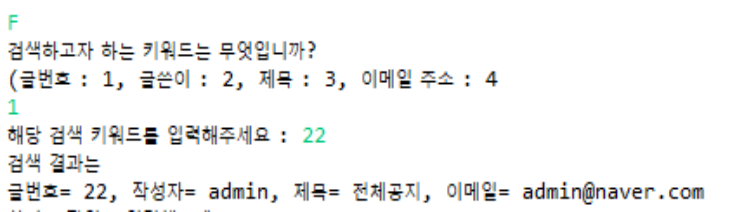 F
검색하고자 하는 키워드는 무엇입니까?
(글번호 : 1, 글쓴이 : 2, 제목 : 3, 이메일 주소 : 4
1
해당 검색 키워드를 입력해주세요 : 22
검색 결과는
글번호= 22, 작성자= admin, 제목= 전체공지, 이메일= admin@naver.com